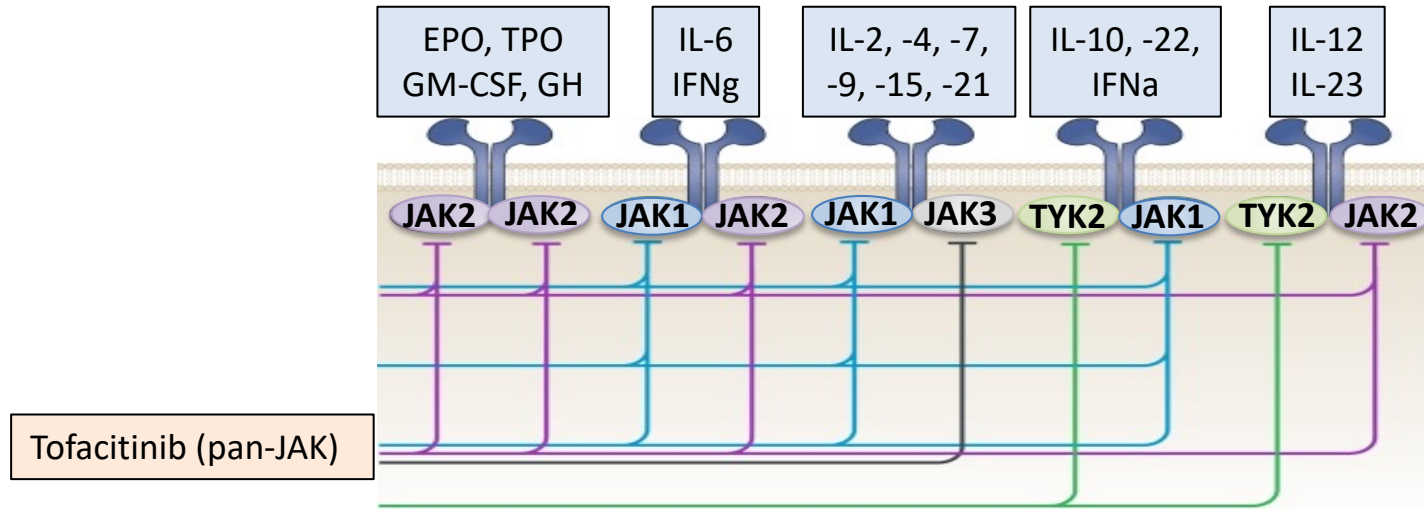 EPO, TPO
GM-CSF, GH
IL-6
IFNg
IL-2, -4, -7,
-9, -15, -21
IL-10, -22,
IFNa
IL-12
IL-23
JAK2 JAK2 JAK1 JAK2 JAK1 JAK3 TYK2 JAK1 TYK2 JAK2
Tofacitinib (pan-JAK)